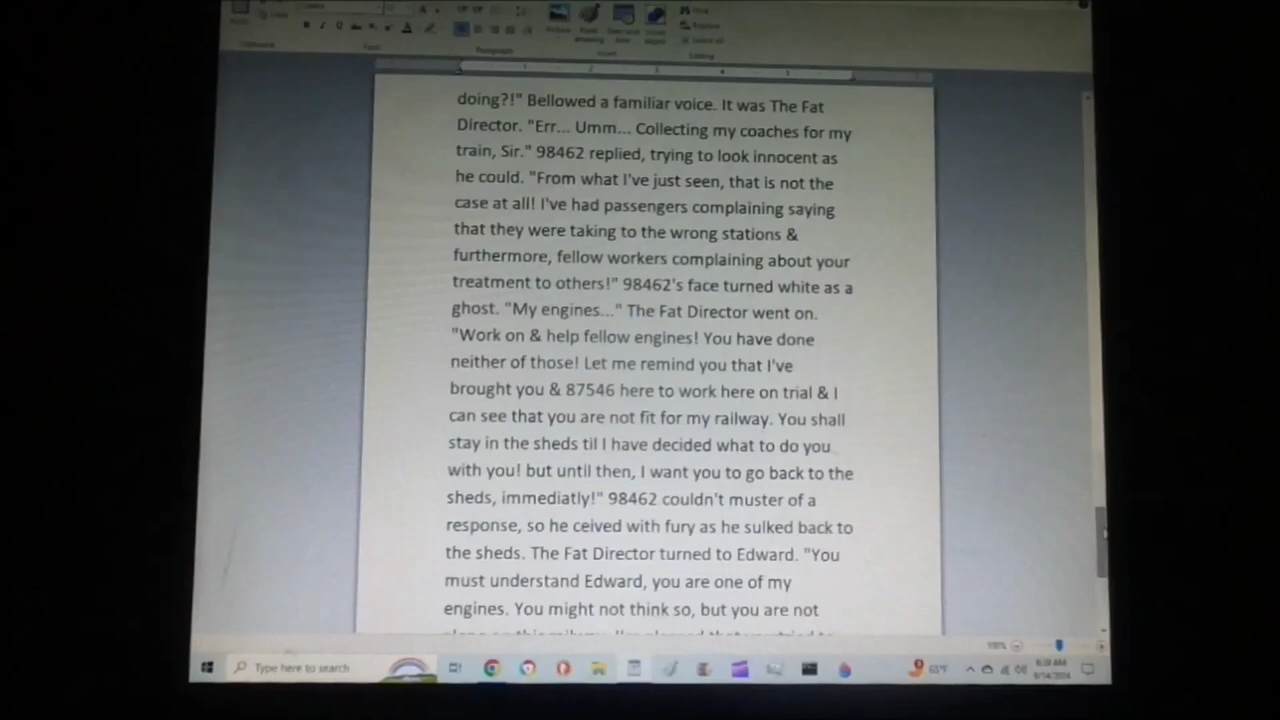 Picture
Paragraph
Insert
Editing
doing?!" Bellowed a familiar voice. It was The Fat
Director. "Err... Umm... Collecting my coaches for my
train, Sir." 98462 replied, trying to look innocent as
he could. "From what I've just seen, that is not the
case at all! I've had passengers complaining saying
that they were taking to the wrong stations &
furthermore, fellow workers complaining about your
treatment to others!" 98462's face turned white as a
ghost. "My engines..." The Fat Director went on.
"Work on & help fellow engines! You have done
neither of those! Let me remind you that I've
brought you & 87546 here to work here on trial & I
can see that you are not fit for my railway. You shall
stay in the sheds til I have decided what to do you
with you! but until then, I want you to go back to the
sheds, immediatly!" 98462 couldn't muster of a
response, so he ceived with fury as he sulked back to
the sheds. The Fat Director turned to Edward. "You
must understand Edward, you are one of my
engines. You might not think so, but you are not
100%
Type here to search
65°F